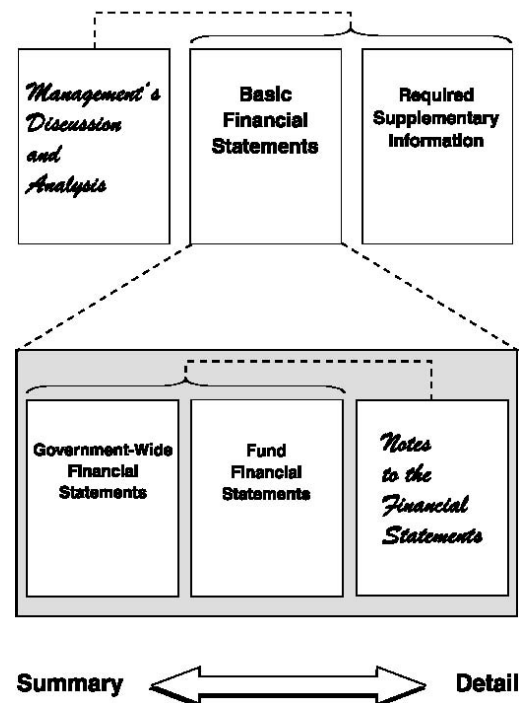 Management's
Discussion
and
Analysis
Basic
Financial
Statements
Required
Supplementary
Information
Government-Wide
Financial
Statements
Fund
Financial
Statements
Notes
to the
Financial
Statements
Summary
Detail